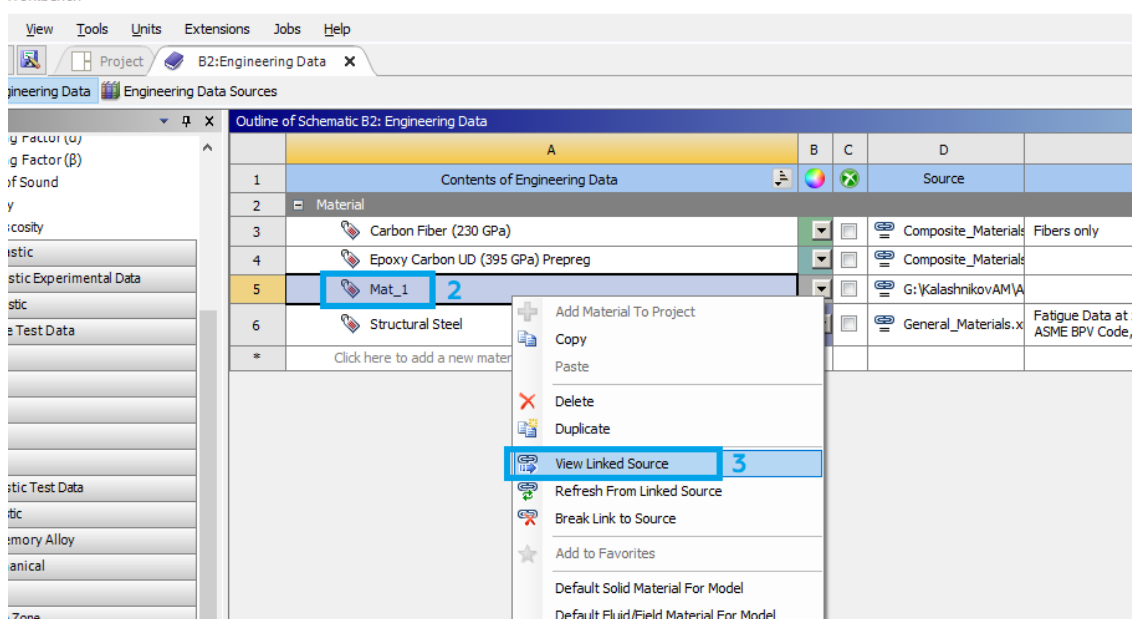 View Tools Units Extensions Jobs Help
Project B2:Engineering Data
Engineering Data Sources
Outline of Schematic B2: Engineering Data
A B C D
1 Contents of Engineering Data Source
2 Material
3 Carbon Fiber (230 GPa) Composite_Materials Fibers only
4 Epoxy Carbon UD (395 GPa) Prepreg Composite_Materials
5 Mat_1 2 G:\KalashnikovAM\A
6 Structural Steel General_Materials.x Fatigue Data at
ASME BPV Code,
* Click here to add a new mater
Add Material To Project
Copy
Paste
Delete
Duplicate
View Linked Source 3
Refresh From Linked Source
Break Link to Source
Add to Favorites
Default Solid Material For Model
Default Fluid/Field Material For Model
g Factor (α)
g Factor (β)
of Sound
y
scosity
astic
stic Experimental Data
stic
e Test Data
stic Test Data
stic
emory Alloy
anical
Zone